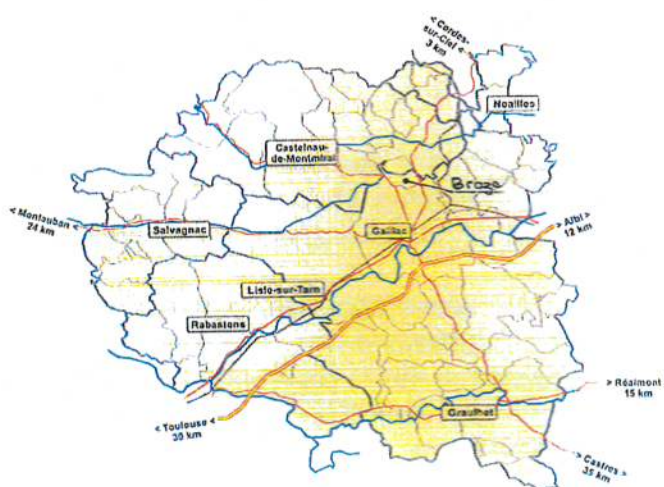 < Cordes-
sur-Ciel <
3 km
Noailles
Castelnau
de-Montmiral
Broze
< Montauban <
24 km
Salvagnac
Gaillac
> Albi >
12 km
Lisle-sur-Tarn
Rabastens
> Réalmont
15 km
< Toulouse <
30 km
Graulhet
> Castres >
35 km